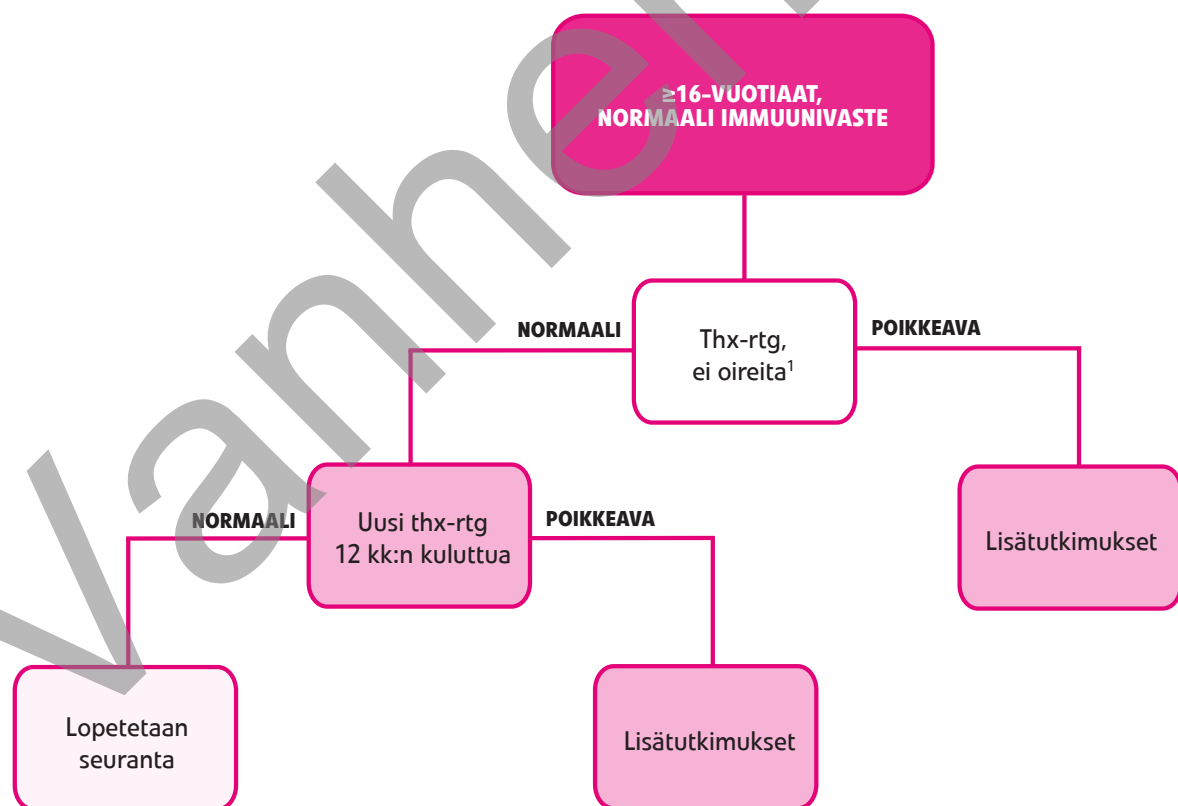 ≥16-VUOTIAAT,
NORMAALI IMMUUNIVASTE
NORMAALI
Thx-rtg,
ei oireita¹
POIKKEAVA
NORMAALI
Uusi thx-rtg
12 kk:n kuluttua
POIKKEAVA
Lisätutkimukset
Lopetetaan
seuranta
Lisätutkimukset